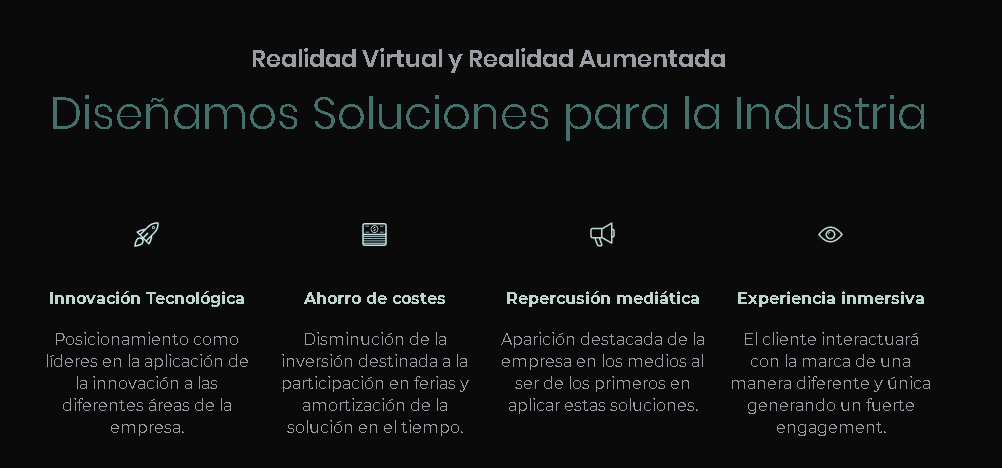 Realidad Virtual y Realidad Aumentada
Diseñamos Soluciones para la Industria
Innovación Tecnológica
Posicionamiento como
líderes en la aplicación de
la innovación a las
diferentes áreas de la
empresa.
Ahorro de costes
Disminución de la
inversión destinada a la
participación en ferias y
amortización de la
solución en el tiempo.
Repercusión mediática
Aparición destacada de la
empresa en los medios al
ser de los primeros en
aplicar estas soluciones.
Experiencia inmersiva
El cliente interactuará
con la marca de una
manera diferente y única
generando un fuerte
engagement.